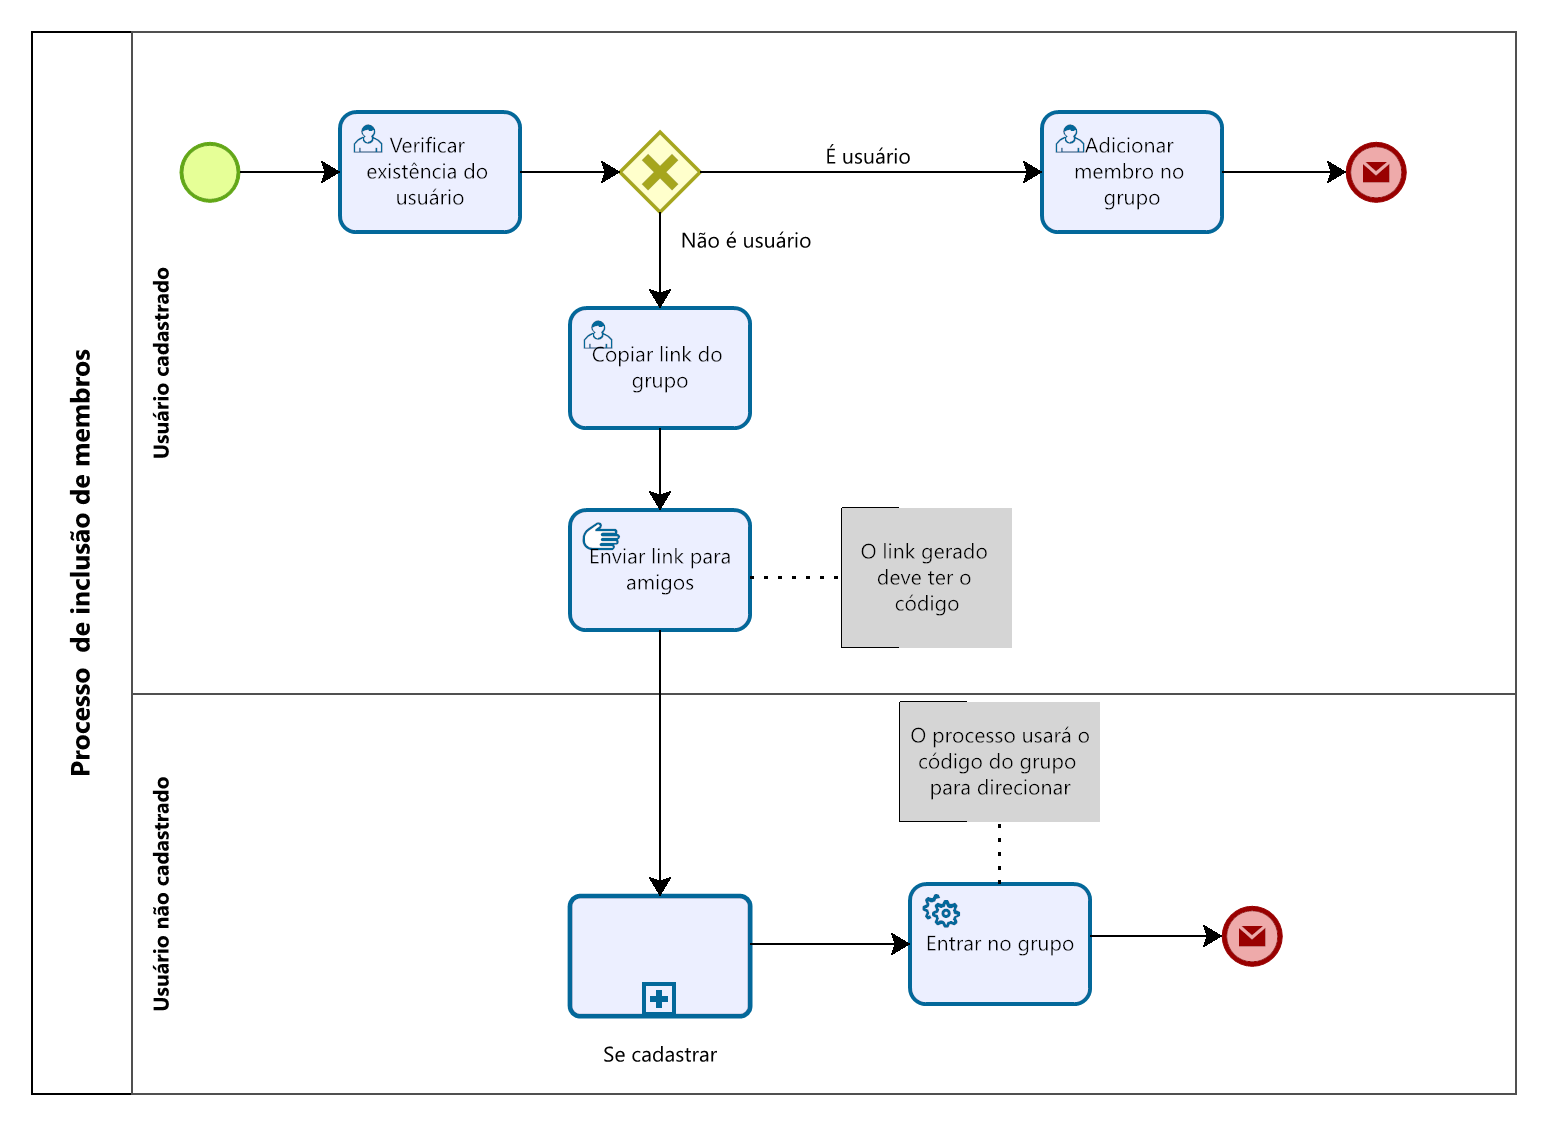 Processo de inclusão de membros
Usuário cadastrado
Verificar
existência do
usuário
É usuário
Adicionar
membro no
grupo
Não é usuário
Copiar link do
grupo
Enviar link para
amigos
O link gerado
deve ter o
código
Usuário não cadastrado
O processo usará o
código do grupo
para direcionar
Entrar no grupo
Se cadastrar